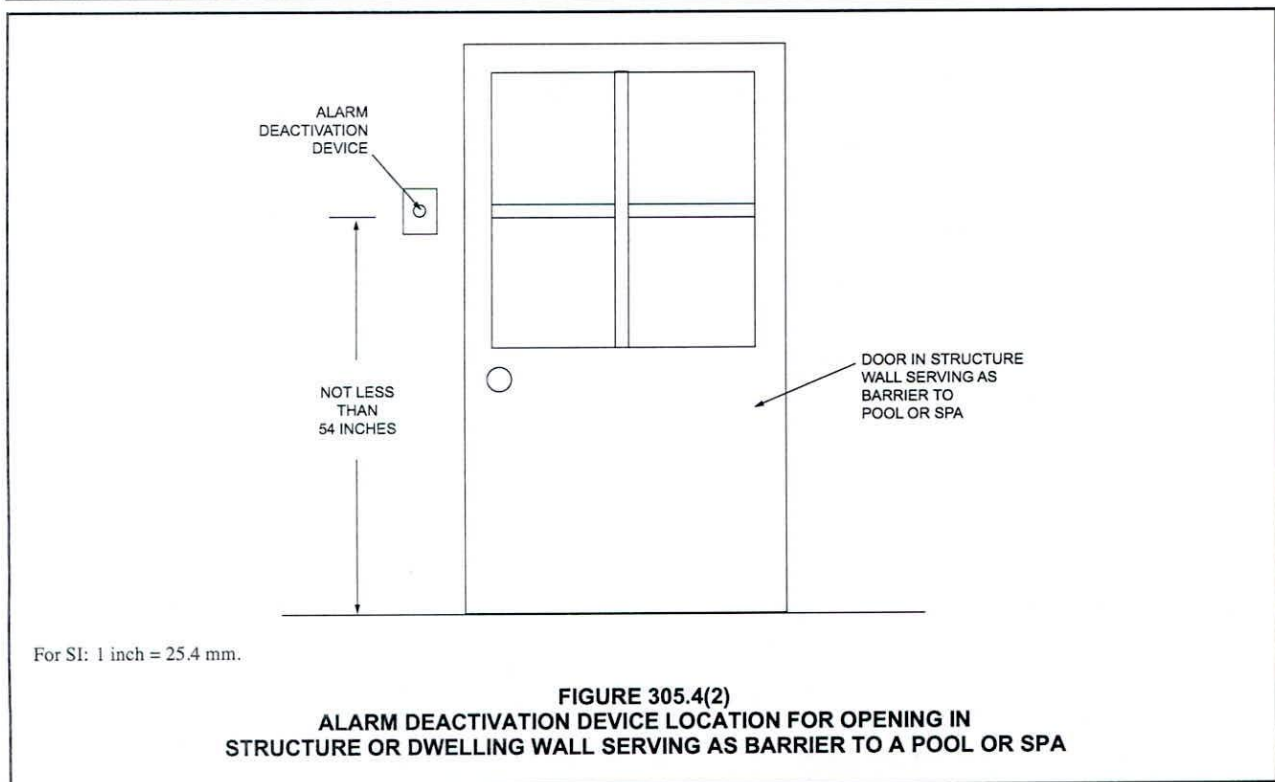 ALARM
DEACTIVATION
DEVICE
NOT LESS
THAN
54 INCHES
DOOR IN STRUCTURE
WALL SERVING AS
BARRIER TO
POOL OR SPA
For SI: 1 inch = 25.4 mm.
FIGURE 305.4(2)
ALARM DEACTIVATION DEVICE LOCATION FOR OPENING IN
STRUCTURE OR DWELLING WALL SERVING AS BARRIER TO A POOL OR SPA